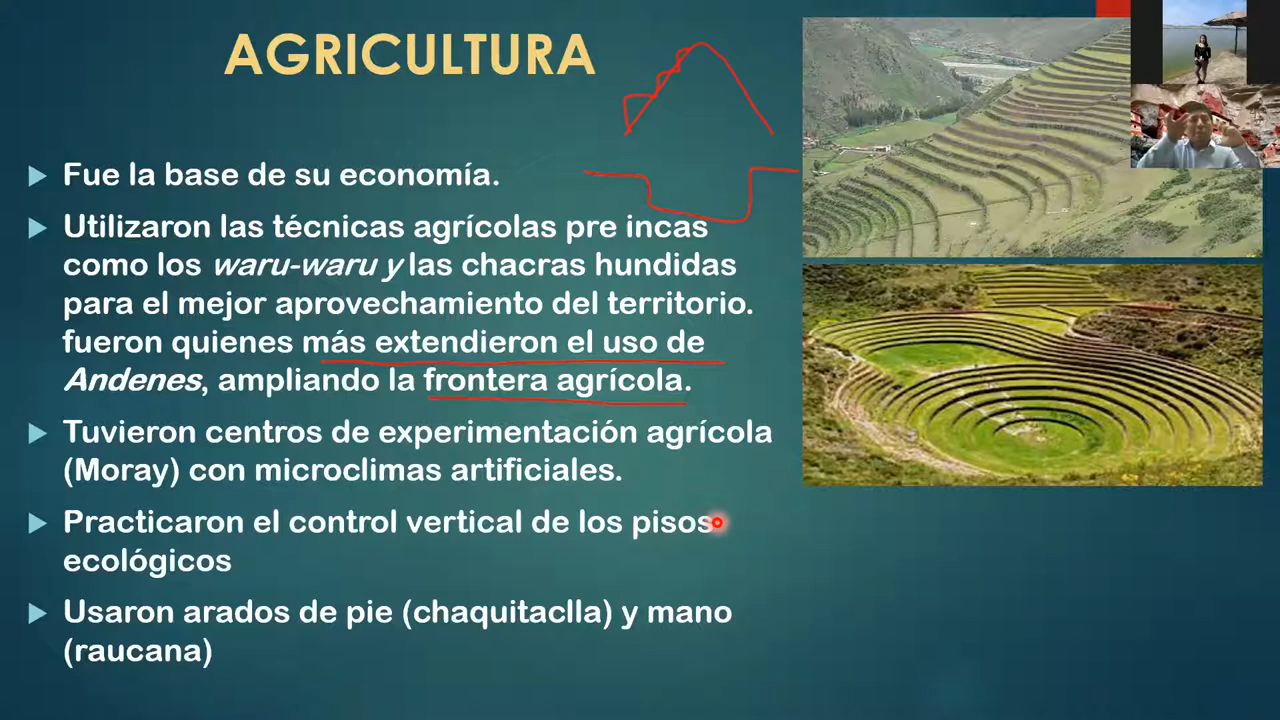 AGRICULTURA
Fue la base de su economía.
Utilizaron las técnicas agrícolas pre incas
como los waru-waru y las chacras hundidas
para el mejor aprovechamiento del territorio.
fueron quienes más extendieron el uso de
Andenes, ampliando la frontera agrícola.
Tuvieron centros de experimentación agrícola
(Moray) con microclimas artificiales.
Practicaron el control vertical de los pisos
ecológicos
Usaron arados de pie (chaquitaclla) y mano
(raucana)